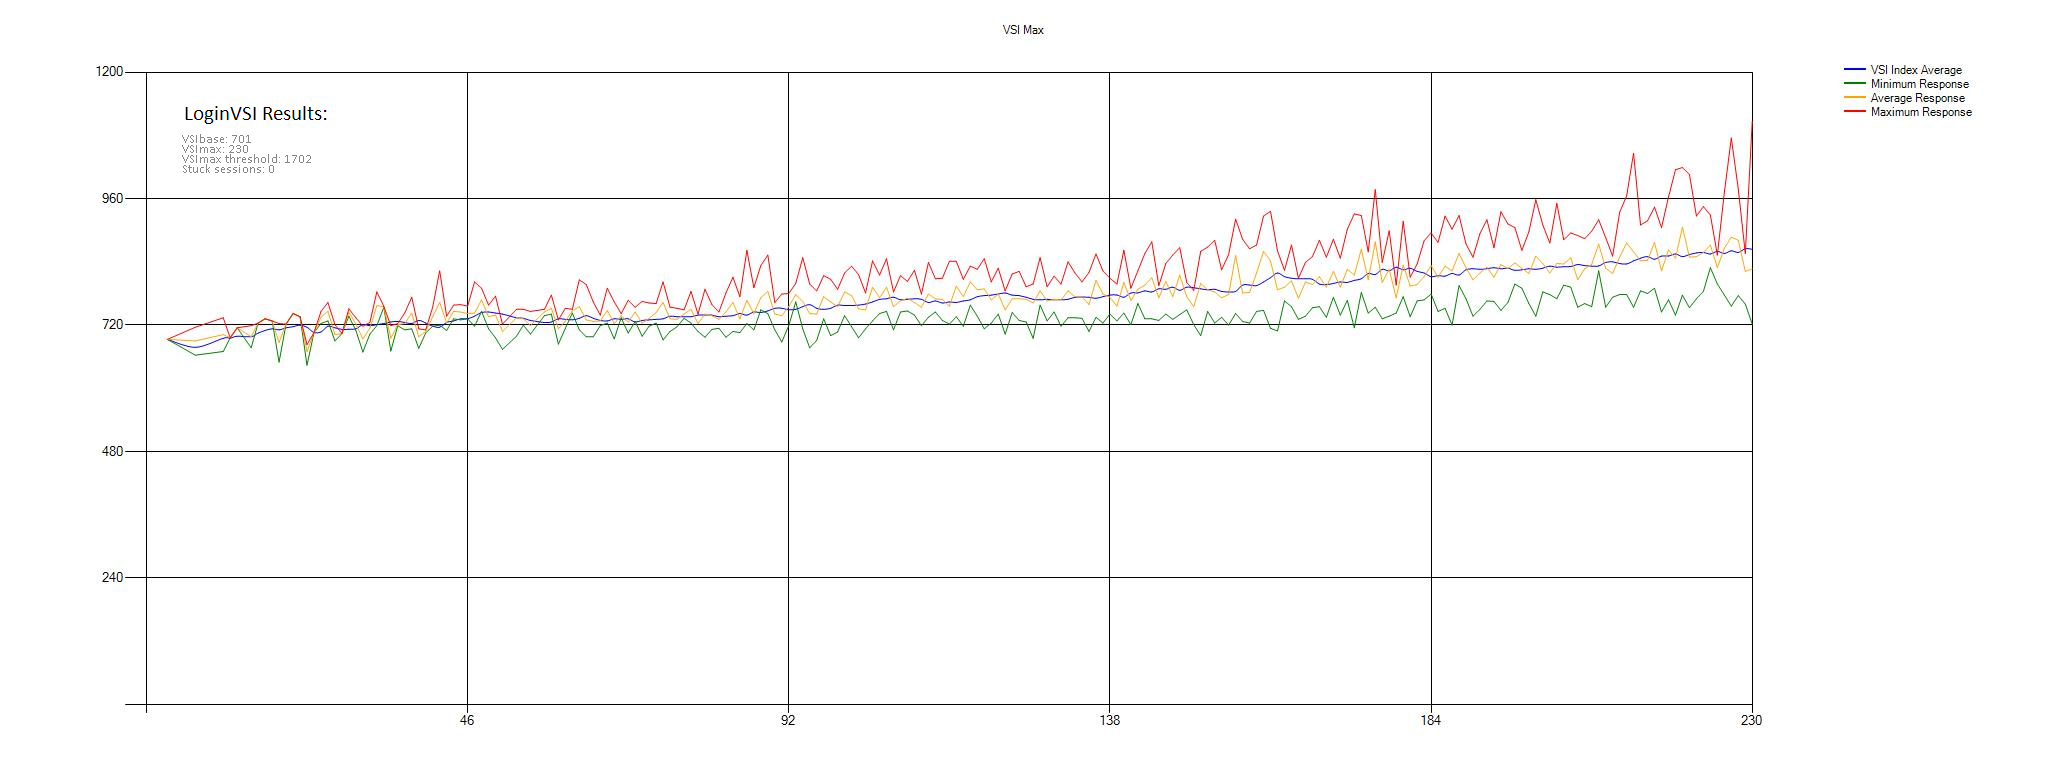 VSI Max
1200
960
720
480
240
46
92
138
184
230
LoginVSI Results:
VSIbase: 701
VSImax: 230
VSImax threshold: 1702
Stuck sessions: 0
VSI Index Average
Minimum Response
Average Response
Maximum Response